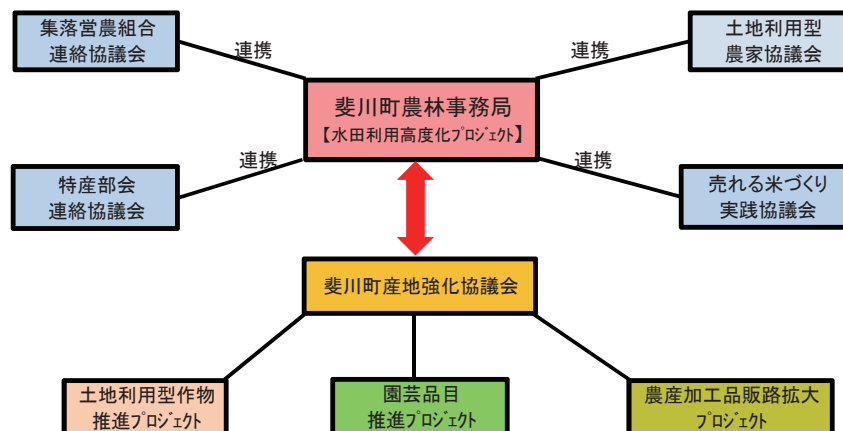 集落営農組合
連絡協議会
連携
連携
土地利用型
農家協議会
斐川町農林事務局
【水田利用高度化プロジェクト】
特産部会
連絡協議会
連携
連携
売れる米づくり
実践協議会
斐川町産地強化協議会
土地利用型作物
推進プロジェクト
園芸品目
推進プロジェクト
農産加工品販路拡大
プロジェクト